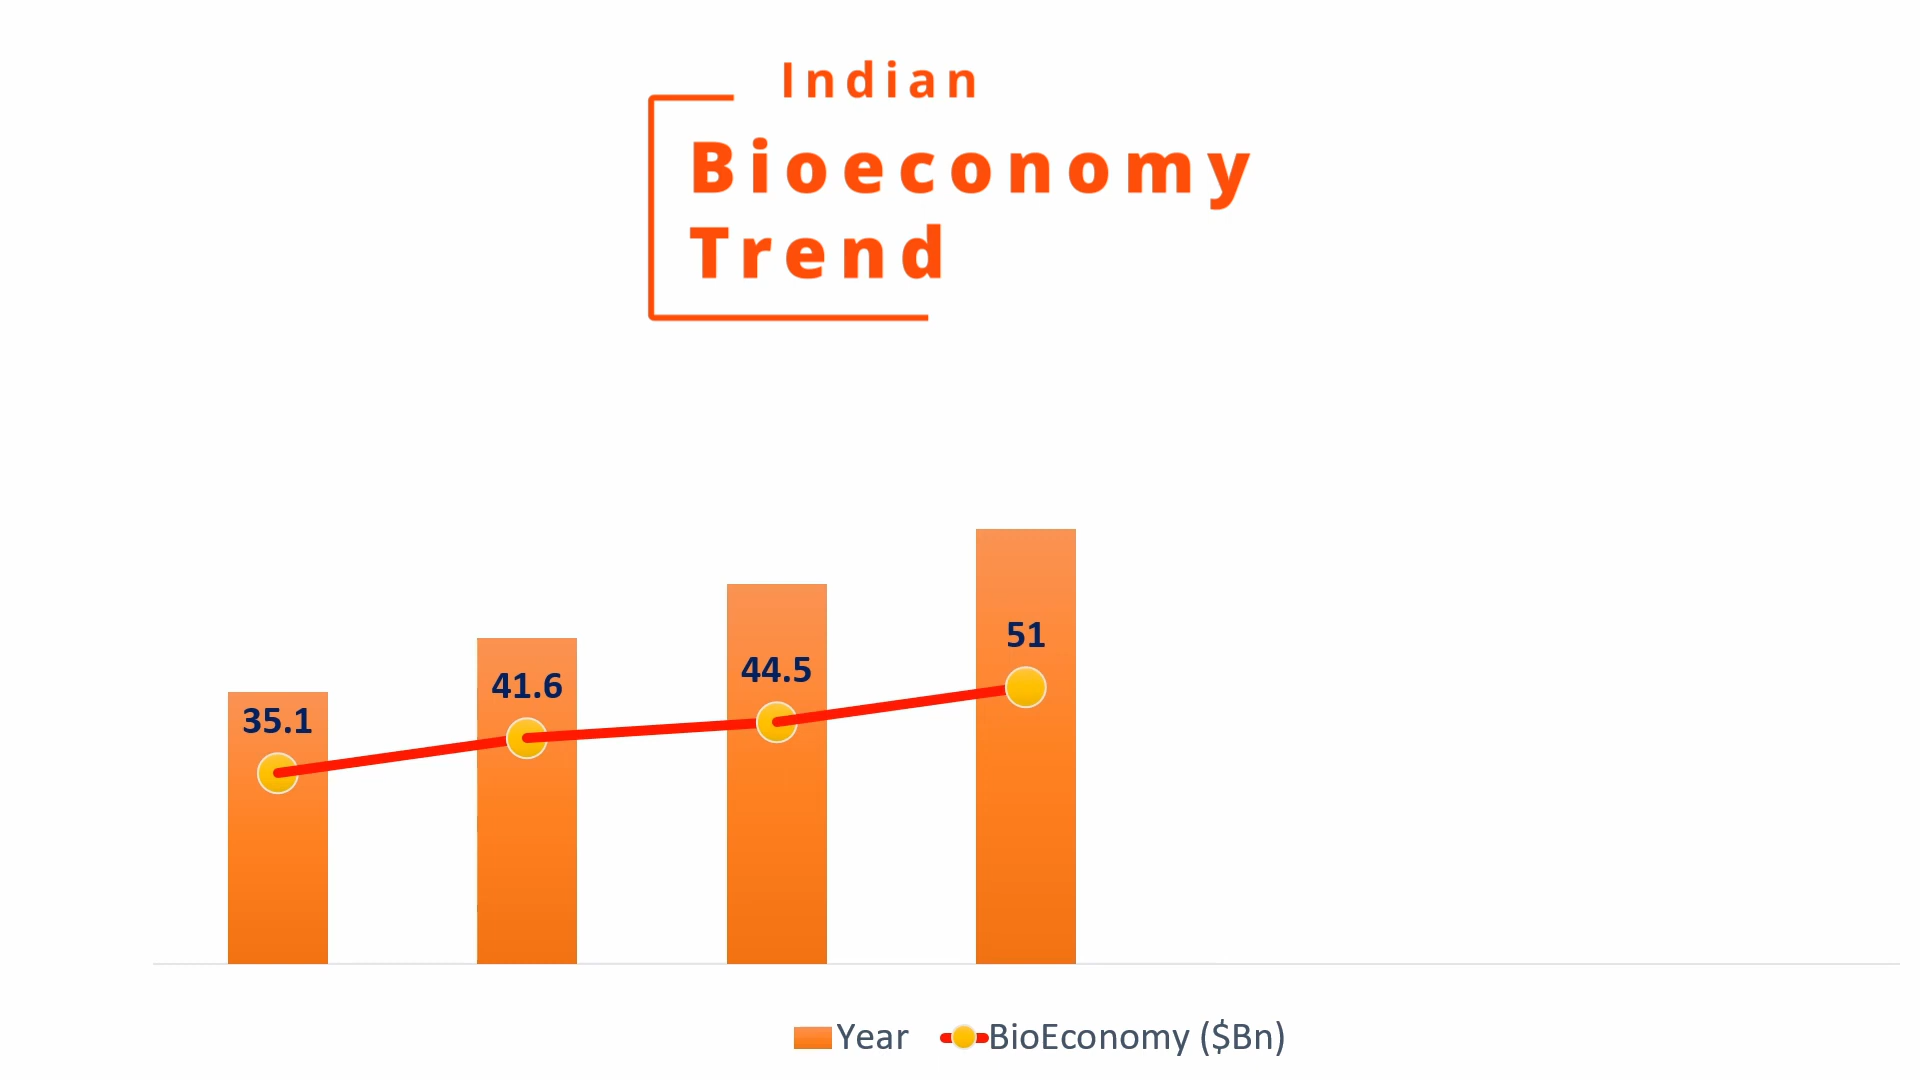 Indian
Bioeconomy
Trend
35.1
41.6
44.5
51
Year
BioEconomy ($Bn)